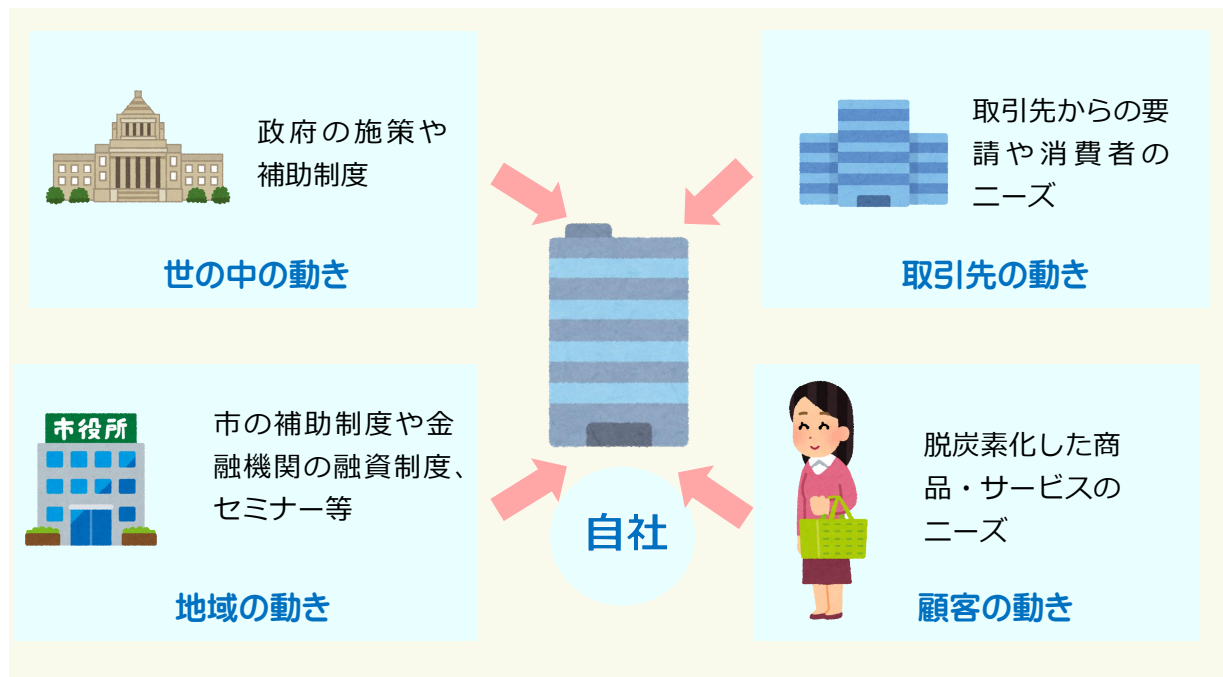 政府の施策や
補助制度
世の中の動き
取引先からの要
請や消費者の
ニーズ
取引先の動き
市役所
市の補助制度や金
融機関の融資制度、
セミナー等
地域の動き
自社
脱炭素化した商
品・サービスの
ニーズ
顧客の動き